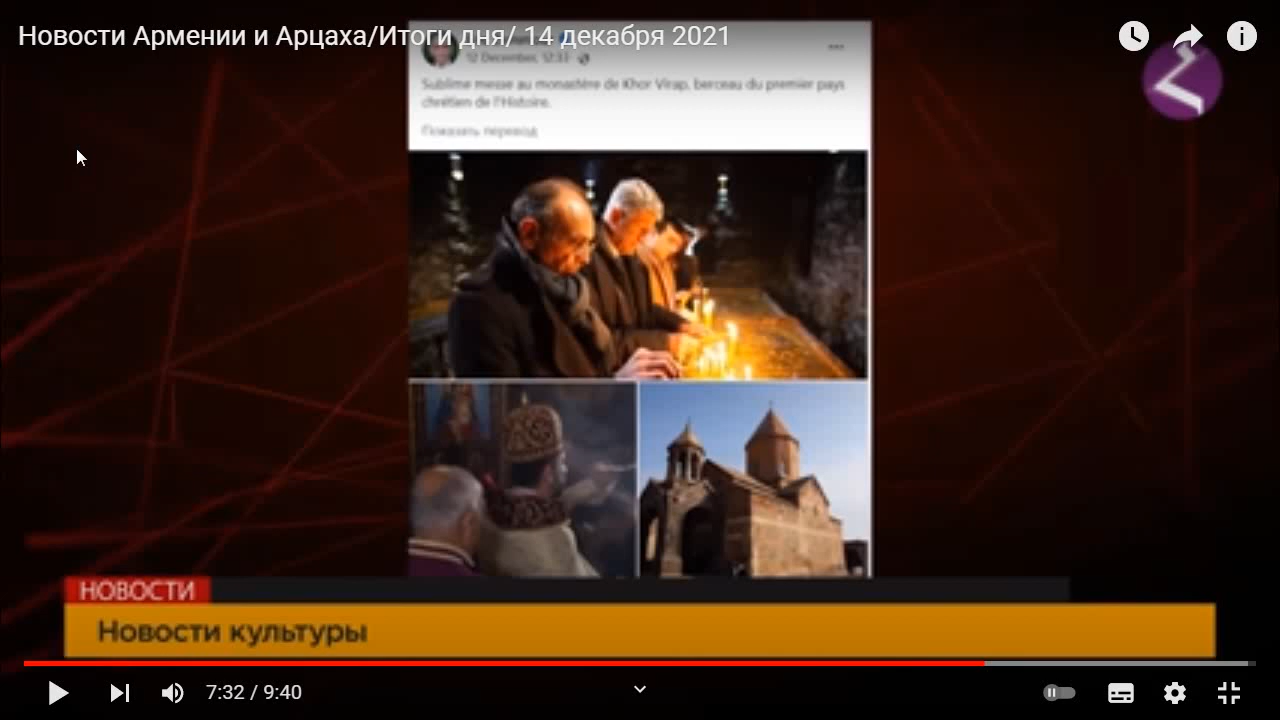 Новости Армении и Арцаха/Итоги дня/ 14 декабря 2021
12 December, 12:33
Sublime messe au monastère de Khor Virap, berceau du premier pays
chrétien de l'Histoire.
Показать перевод
НОВОСТИ
Новости культуры
7:32 / 9:40